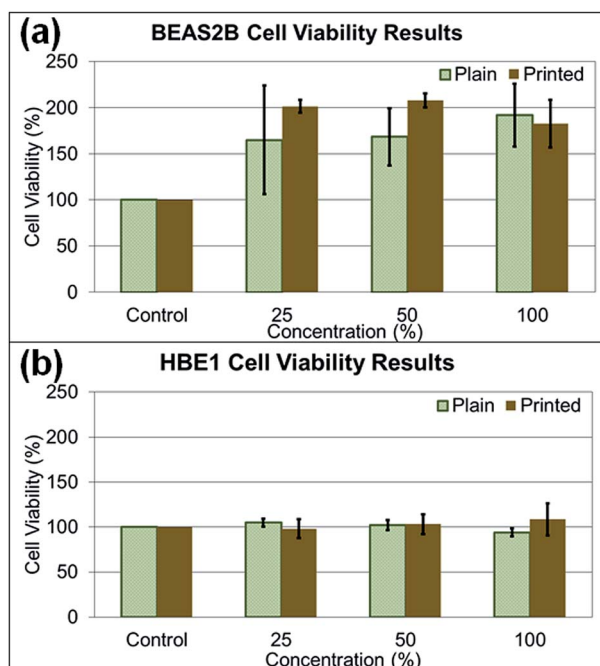 (a) BEAS2B Cell Viability Results
Plain Printed
Cell Viability (%)
250
200
150
100
50
0
Control 25 50 100
Concentration (%)
(b) HBE1 Cell Viability Results
Plain Printed
Cell Viability (%)
250
200
150
100
50
0
Control 25 50 100
Concentration (%)